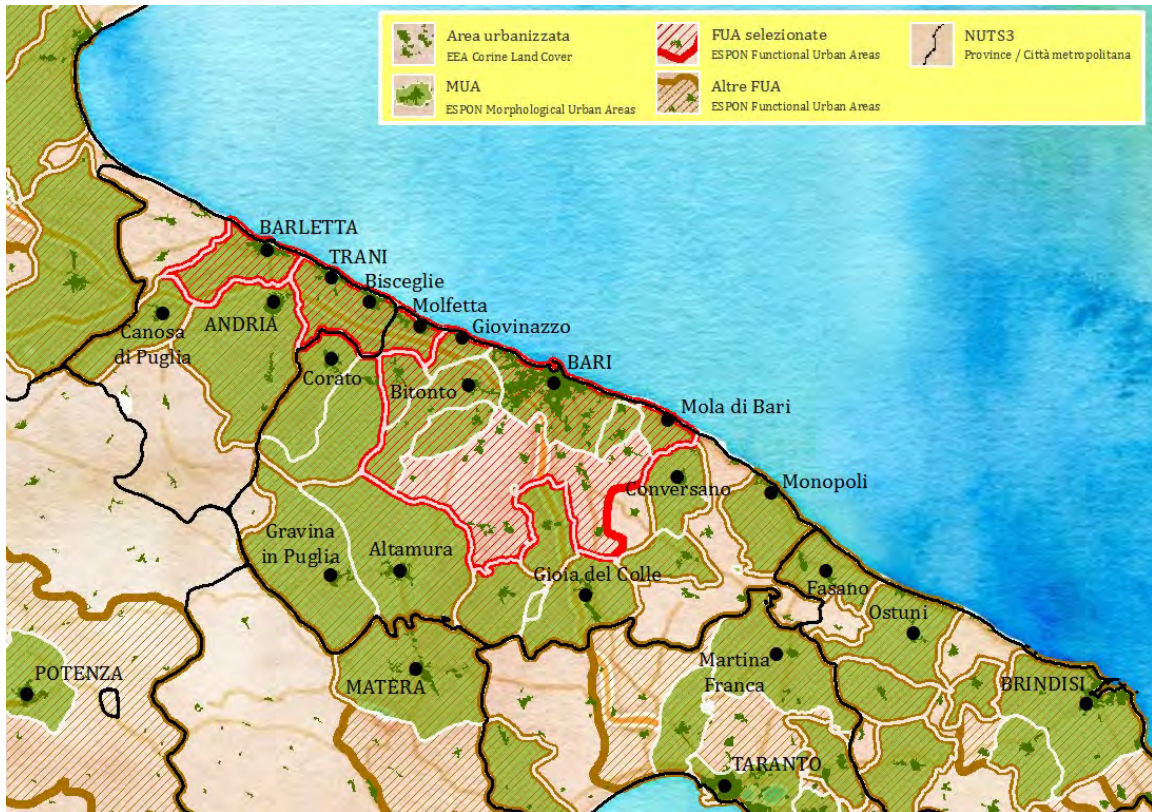 Area urbanizzata
EEA Corine Land Cover
MUA
ESPON Morphological Urban Areas
FUA selezionate
ESPON Functional Urban Areas
Altre FUA
ESPON Functional Urban Areas
NUTS3
Province / Città metropolitana
BARLETTA
TRANI
Bisceglie
Molfetta
Giovinazzo
ANDRIA
Canosa
di Puglia
Corato
Bitonto
BARI
Mola di Bari
Conversano
Monopoli
Gravina
in Puglia
Altamura
Gioia del Colle
Fasano
Ostuni
POTENZA
MATERA
Martina
Franca
BRINDISI
TARANTO